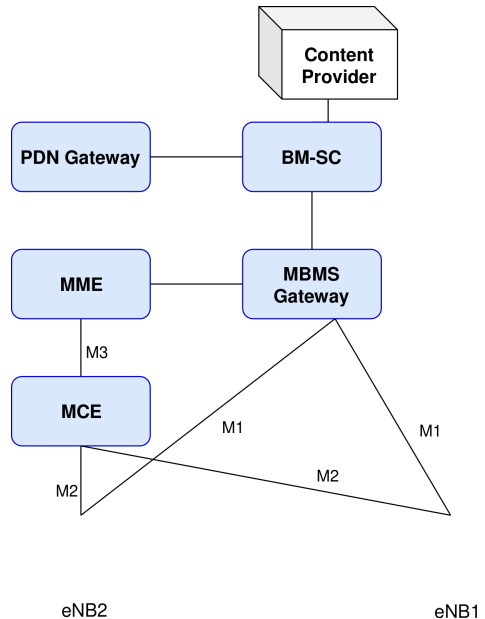 Content
Provider
PDN Gateway
BM-SC
MME
MBMS
Gateway
M3
MCE
M1
M1
M2
M2
eNB2
eNB1